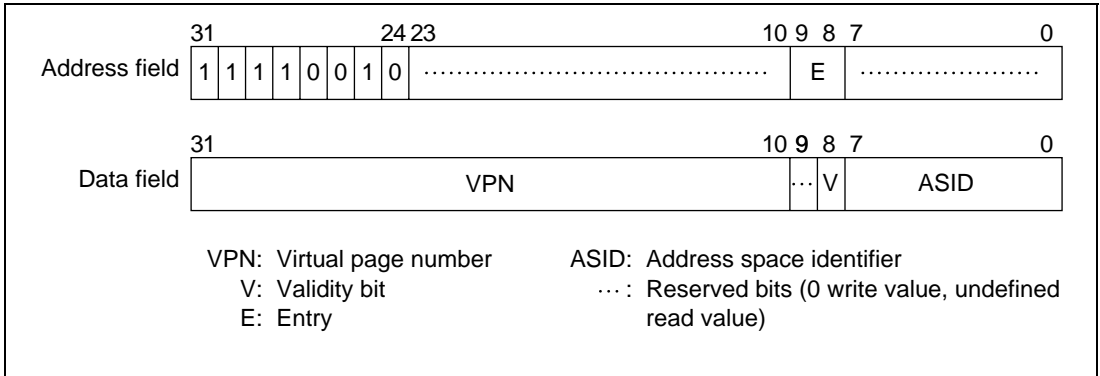 31 24 23 10 9 8 7 0
Address field 1 1 1 1 0 0 1 0 ······································· E ·····················
31 10 9 8 7 0
Data field VPN ··· V ASID
VPN: Virtual page number ASID: Address space identifier
V: Validity bit ··· : Reserved bits (0 write value, undefined
E: Entry read value)